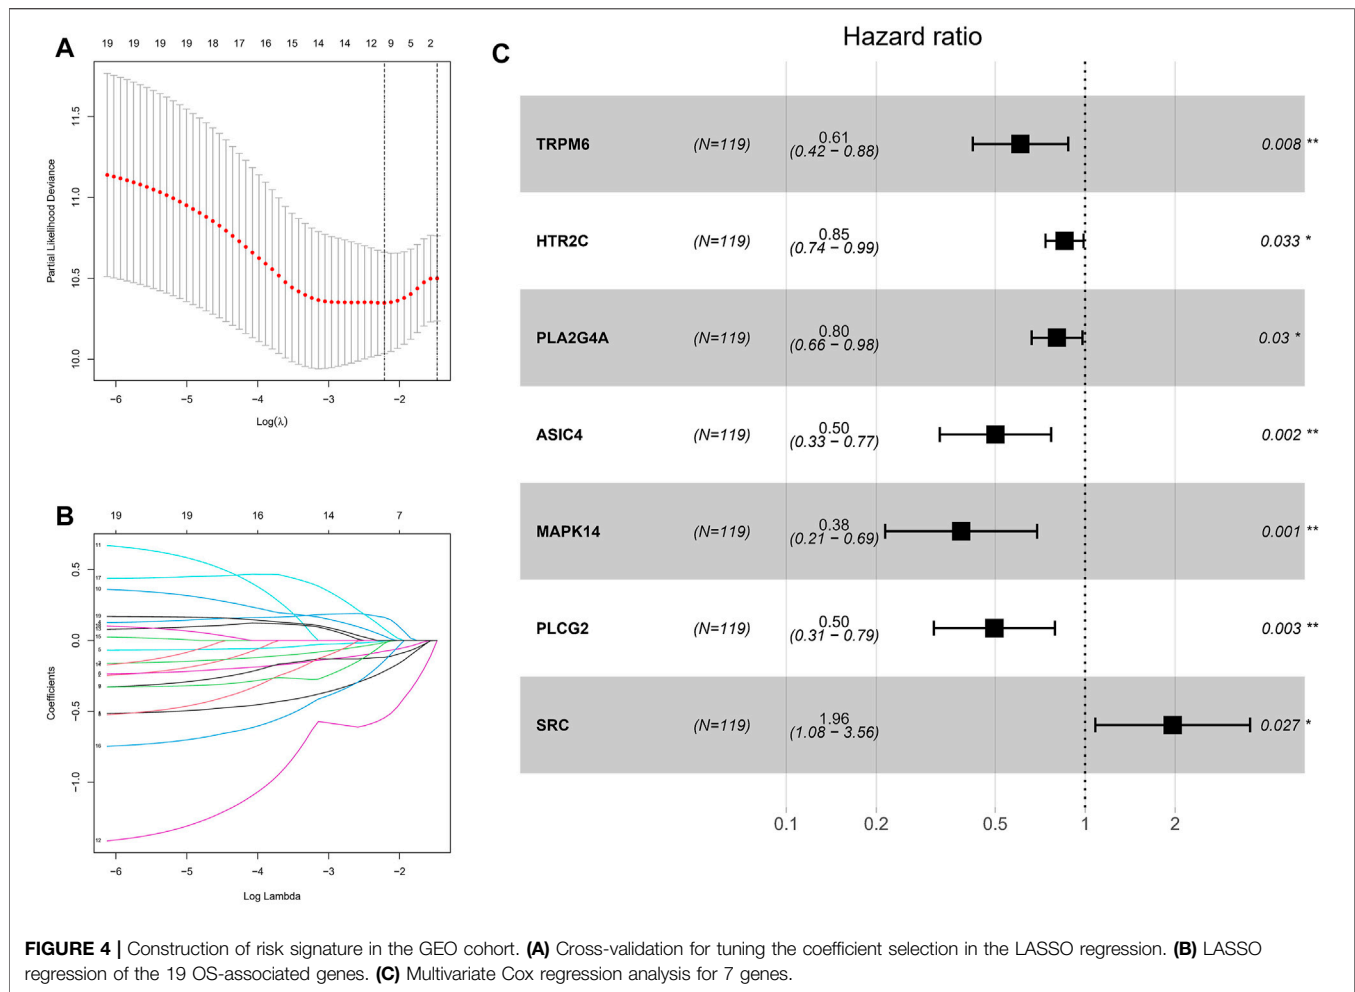 A
19 19 19 19 18 17 16 15 14 14 12 9 5 2
Partial Likelihood Deviance
11.5
11.0
10.5
10.0
−6 −5 −4 −3 −2
Log(λ)
B
19 19 16 14 7
Coefficients
0.5
0.0
−0.5
−1.0
11
17
10
19
15
5
16
12
−6 −5 −4 −3 −2
Log Lambda
C
Hazard ratio
TRPM6 (N=119) 0.61 0.008 **
(0.42 − 0.88)
HTR2C (N=119) 0.85 0.033 *
(0.74 − 0.99)
PLA2G4A (N=119) 0.80 0.03 *
(0.66 − 0.98)
ASIC4 (N=119) 0.50 0.002 **
(0.33 − 0.77)
MAPK14 (N=119) 0.38 0.001 **
(0.21 − 0.69)
PLCG2 (N=119) 0.50 0.003 **
(0.31 − 0.79)
SRC (N=119) 1.96 0.027 *
(1.08 − 3.56)
0.1 0.2 0.5 1 2
FIGURE 4 | Construction of risk signature in the GEO cohort. (A) Cross-validation for tuning the coefficient selection in the LASSO regression. (B) LASSO
regression of the 19 OS-associated genes. (C) Multivariate Cox regression analysis for 7 genes.